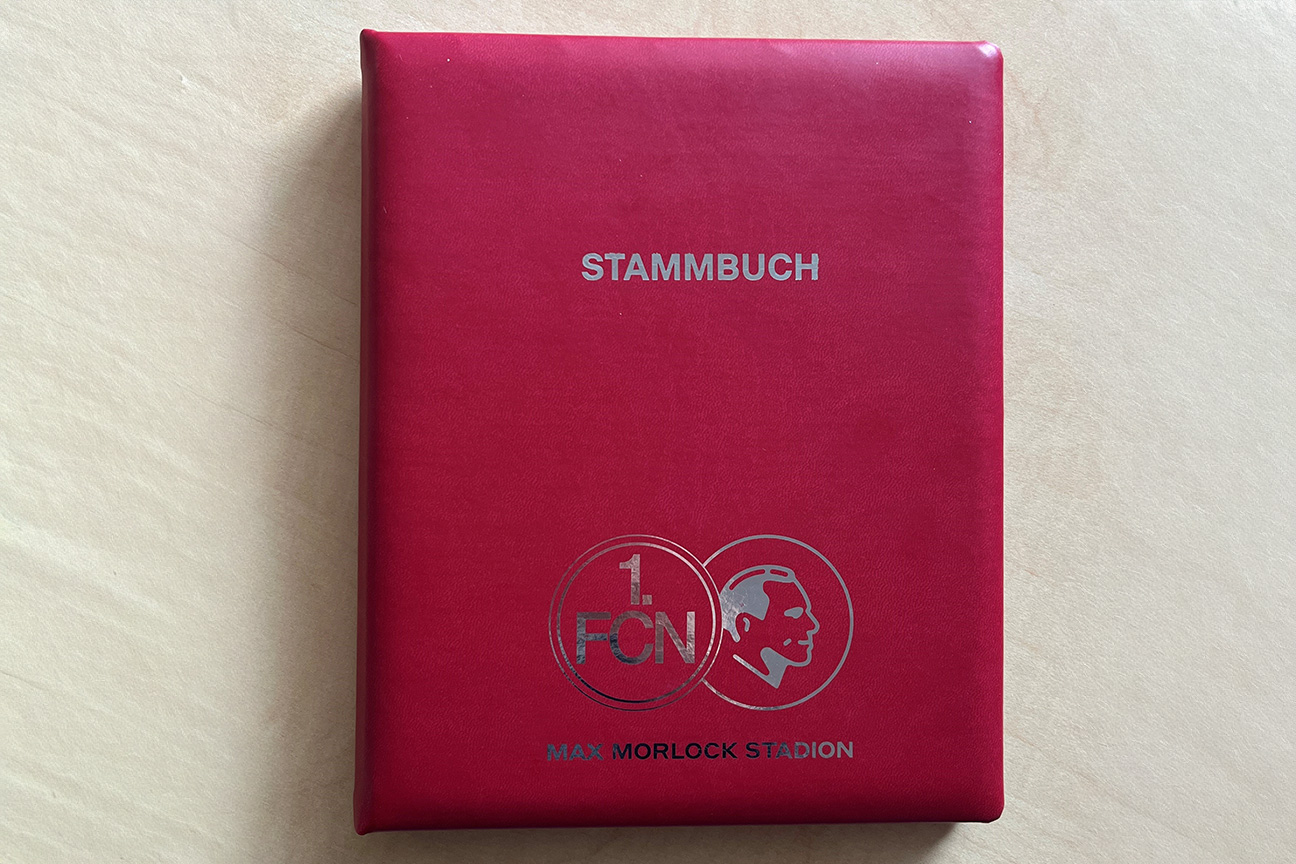 STAMMBUCH
1.
FCN
MAX MORLOCK STADION